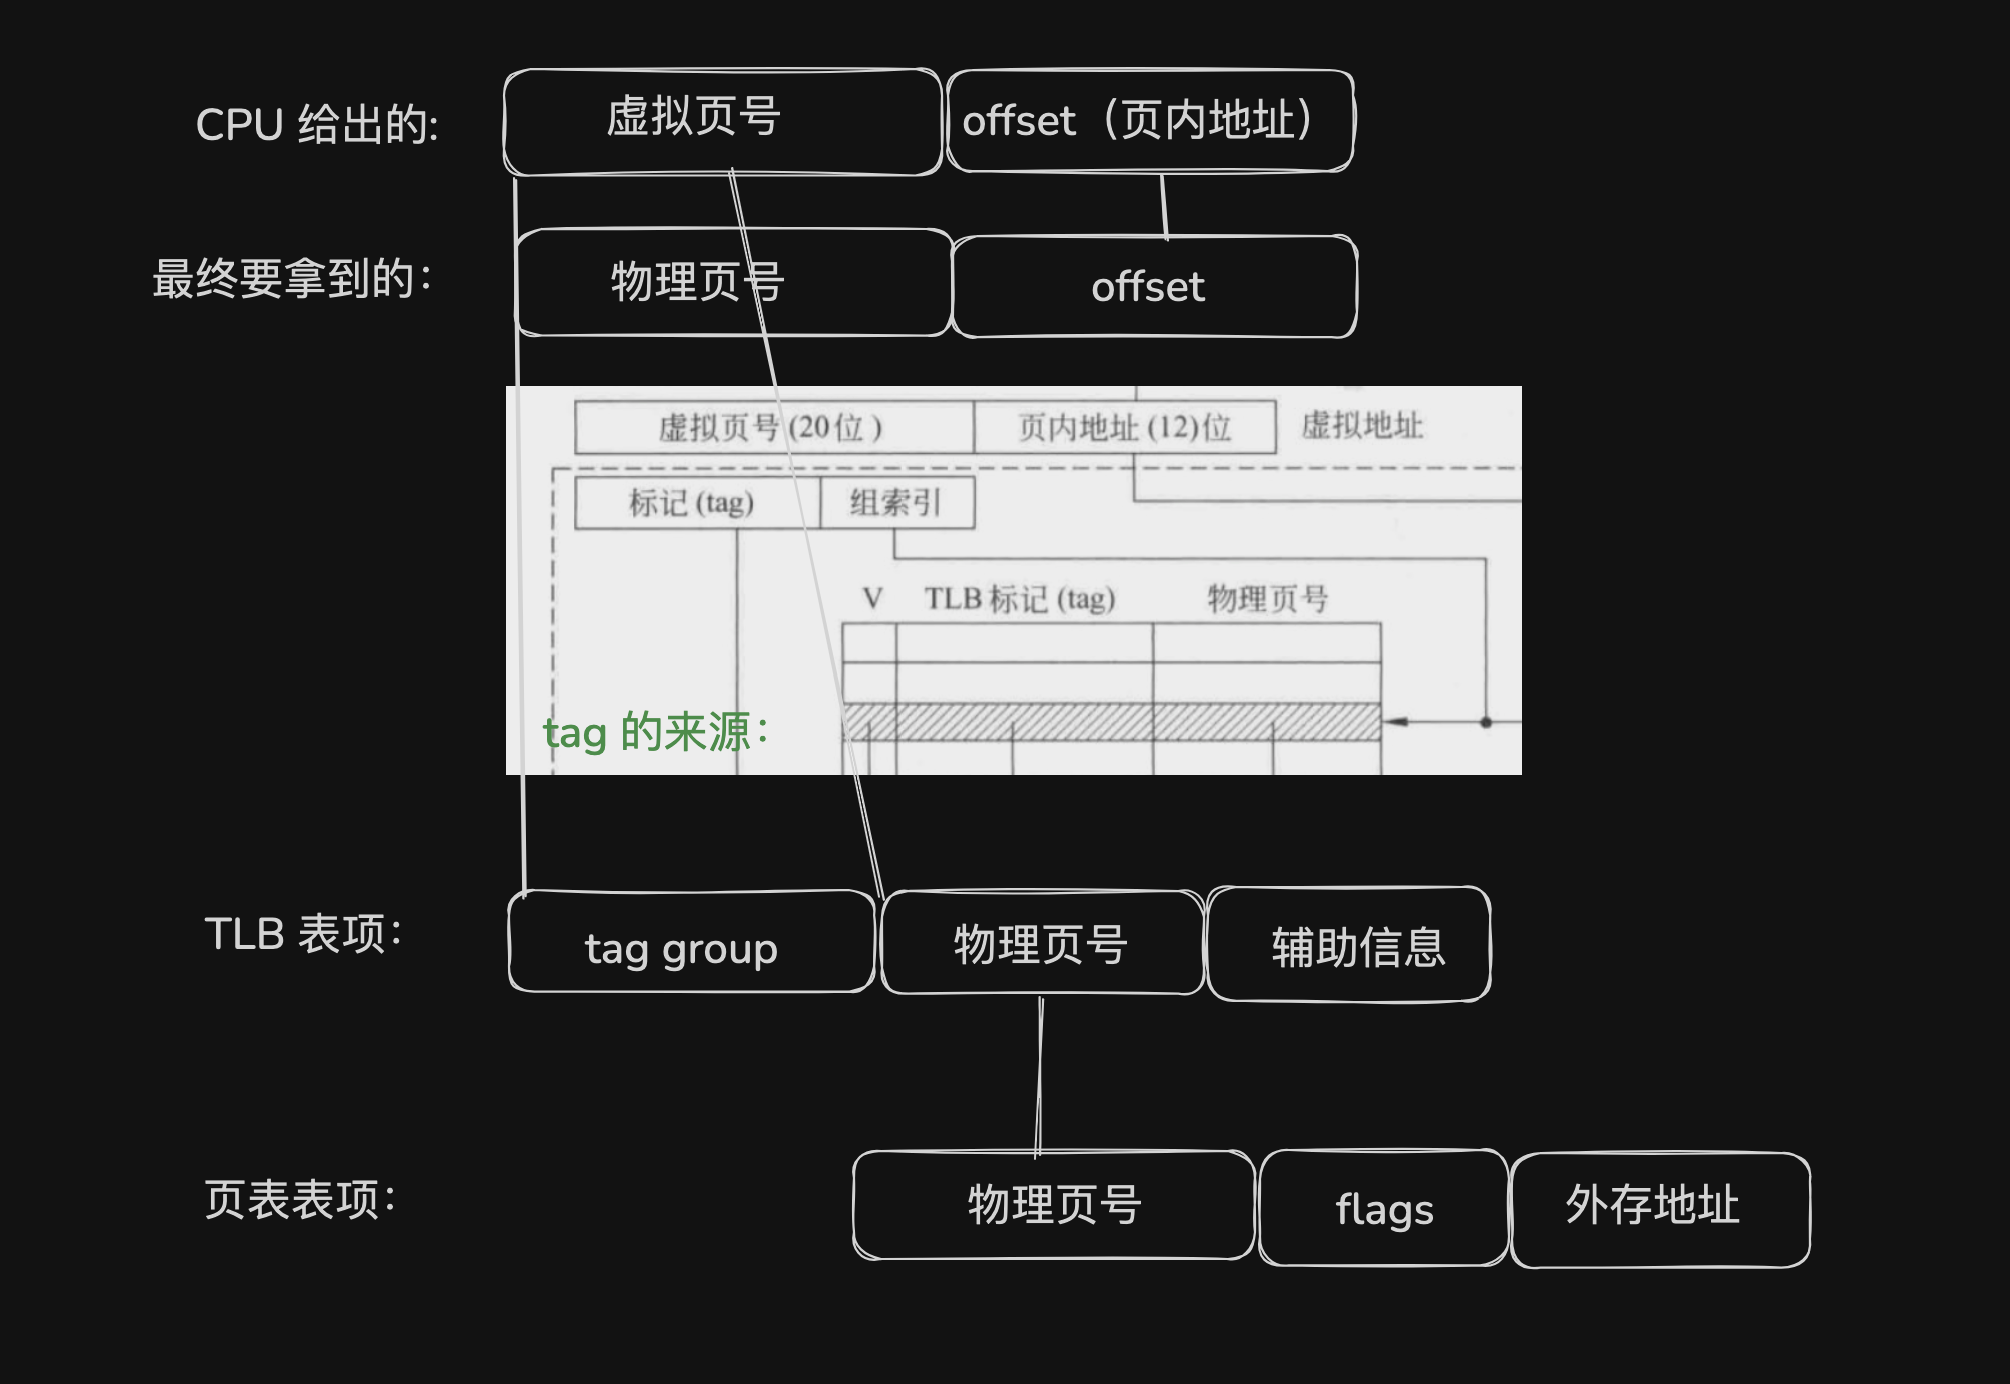 CPU 给出的:
虚拟页号
offset（页内地址）
最终要拿到的：
物理页号
offset
虚拟页号 (20位 )
页内地址 (12)位
虚拟地址
标记 (tag)
组索引
V
TLB 标记 (tag)
物理页号
tag 的来源：
TLB 表项：
tag group
物理页号
辅助信息
页表表项：
物理页号
flags
外存地址